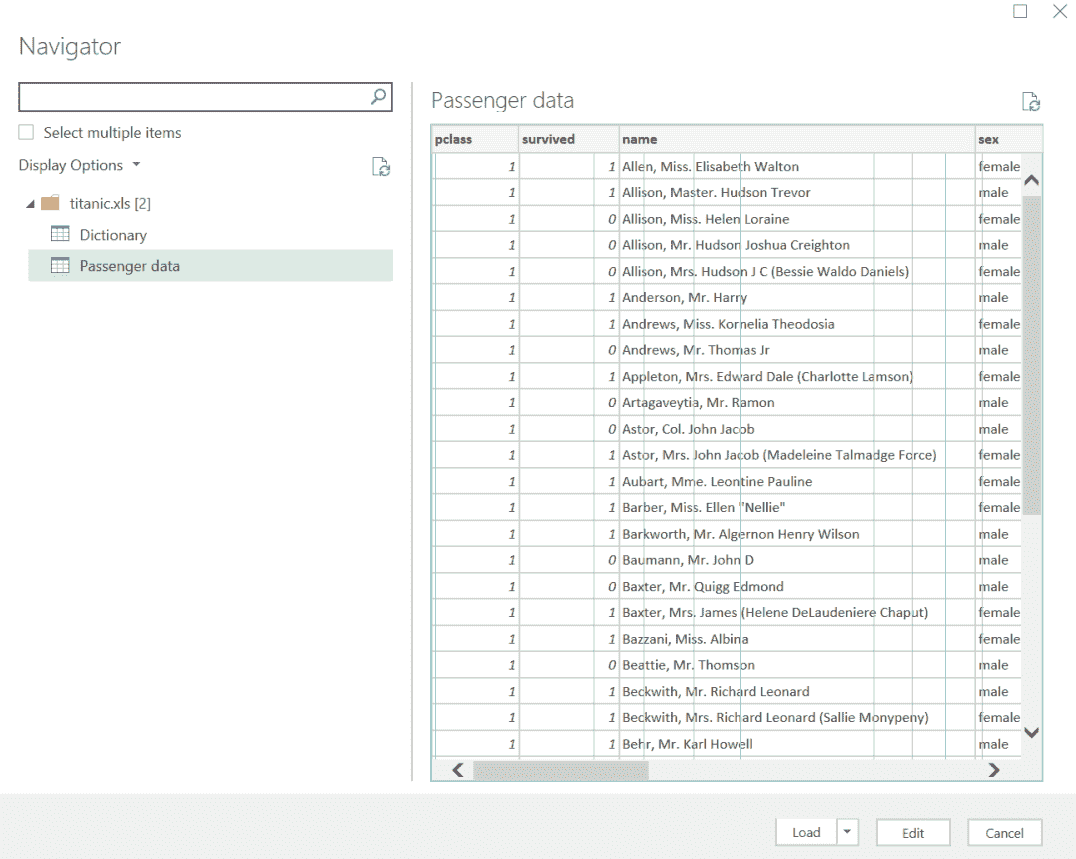 Navigator
Select multiple items
Display Options
titanic.xls [2]
Dictionary
Passenger data
Passenger data
pclass survived name sex
1 1 Allen, Miss. Elisabeth Walton female
1 1 Allison, Master. Hudson Trevor male
1 0 Allison, Miss. Helen Loraine female
1 0 Allison, Mr. Hudson Joshua Creighton male
1 0 Allison, Mrs. Hudson J C (Bessie Waldo Daniels) female
1 1 Anderson, Mr. Harry male
1 1 Andrews, Miss. Kornelia Theodosia female
1 0 Andrews, Mr. Thomas Jr male
1 1 Appleton, Mrs. Edward Dale (Charlotte Lamson) female
1 0 Artagaveytia, Mr. Ramon male
1 0 Astor, Col. John Jacob male
1 1 Astor, Mrs. John Jacob (Madeleine Talmadge Force) female
1 1 Aubart, Mme. Leontine Pauline female
1 1 Barber, Miss. Ellen "Nellie" female
1 1 Barkworth, Mr. Algernon Henry Wilson male
1 0 Baumann, Mr. John D male
1 0 Baxter, Mr. Quigg Edmond male
1 1 Baxter, Mrs. James (Helene DeLaudeniere Chaput) female
1 1 Bazzani, Miss. Albina female
1 0 Beattie, Mr. Thomson male
1 1 Beckwith, Mr. Richard Leonard male
1 1 Beckwith, Mrs. Richard Leonard (Sallie Monypeny) female
1 1 Behr, Mr. Karl Howell male
Load Edit Cancel